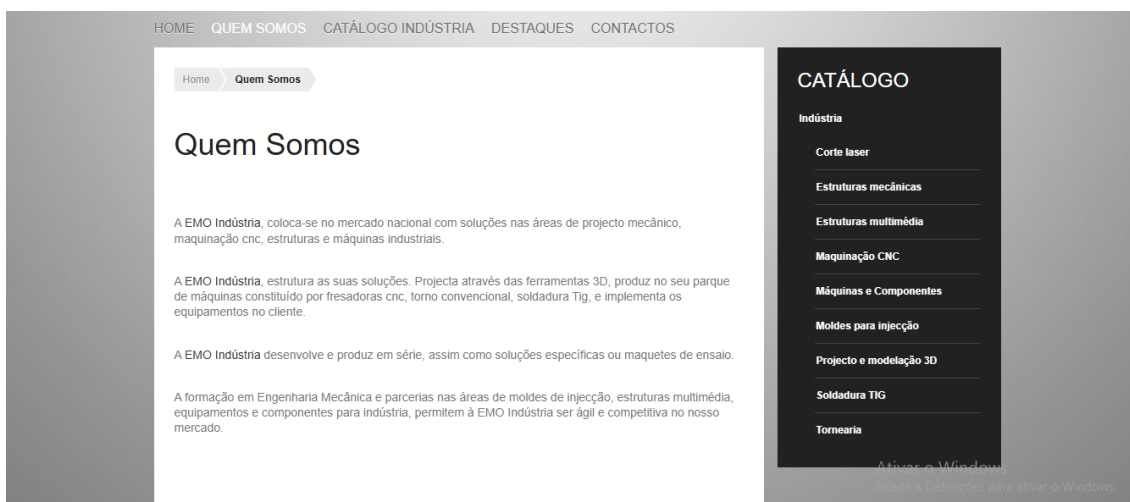 HOME QUEM SOMOS CATÁLOGO INDÚSTRIA DESTAQUES CONTACTOS
Home Quem Somos
Quem Somos
A EMO Indústria, coloca-se no mercado nacional com soluções nas áreas de projecto mecânico,
maquinação cnc, estruturas e máquinas industriais.
A EMO Indústria, estrutura as suas soluções. Projecta através das ferramentas 3D, produz no seu parque
de máquinas constituído por fresadoras cnc, torno convencional, soldadura Tig, e implementa os
equipamentos no cliente.
A EMO Indústria desenvolve e produz em série, assim como soluções específicas ou maquetes de ensaio.
A formação em Engenharia Mecânica e parcerias nas áreas de moldes de injecção, estruturas multimédia,
equipamentos e componentes para indústria, permitem à EMO Indústria ser ágil e competitiva no nosso
mercado.
CATÁLOGO
Indústria
Corte laser
Estruturas mecânicas
Estruturas multimédia
Maquinação CNC
Máquinas e Componentes
Moldes para injecção
Projecto e modelação 3D
Soldadura TIG
Tornearia
Ativar o Windows
Aceda a Definições para ativar o Windows.